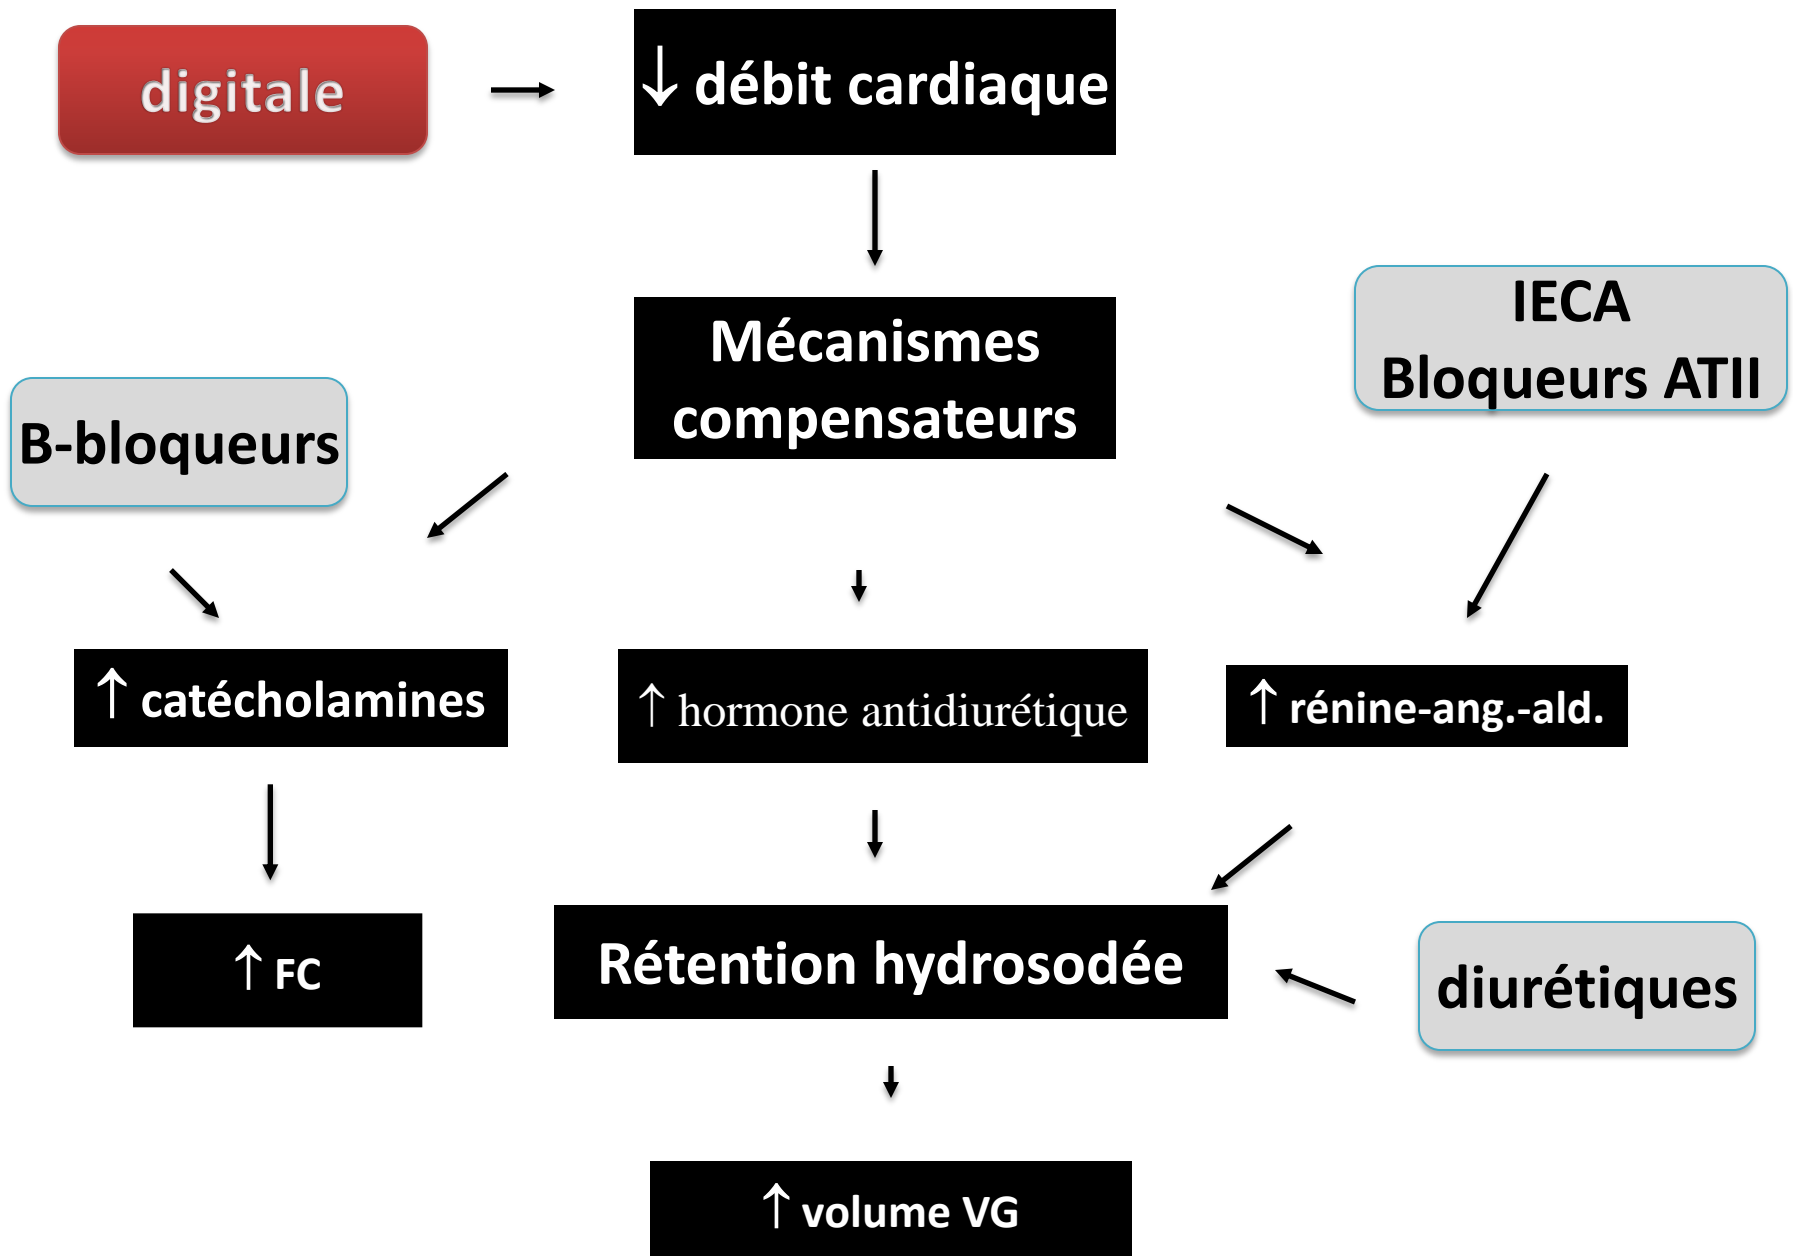 digitale
↓ débit cardiaque
Mécanismes
compensateurs
IECA
Bloqueurs ATII
B-bloqueurs
↑ catécholamines
↑ hormone antidiurétique
↑ rénine-ang.-ald.
↑ FC
Rétention hydrosodée
diurétiques
↑ volume VG